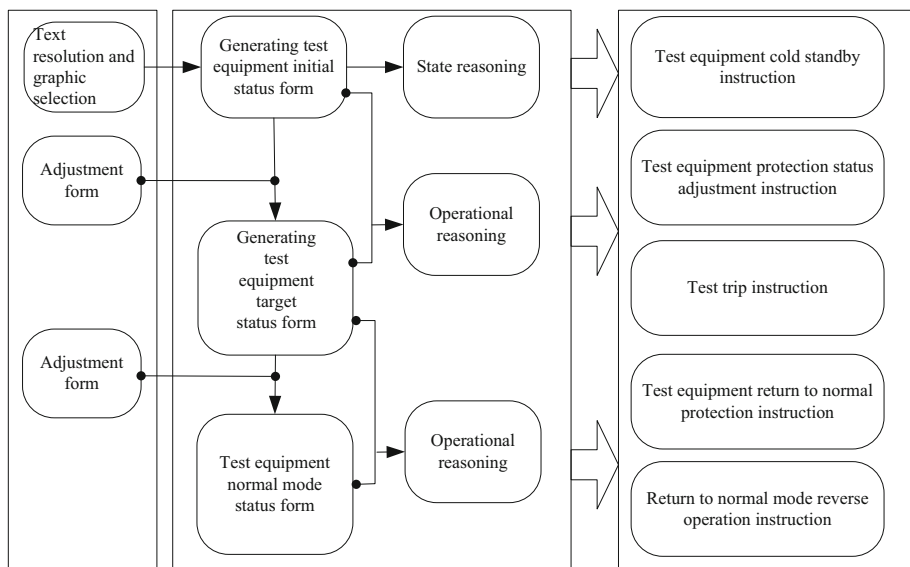 Text
resolution and
graphic
selection
Adjustment
form
Adjustment
form
Generating test
equipment initial
status form
Generating
test
equipment
target
status form
Test equipment
normal mode
status form
State reasoning
Operational
reasoning
Operational
reasoning
Test equipment cold standby
instruction
Test equipment protection status
adjustment instruction
Test trip instruction
Test equipment return to normal
protection instruction
Return to normal mode reverse
operation instruction